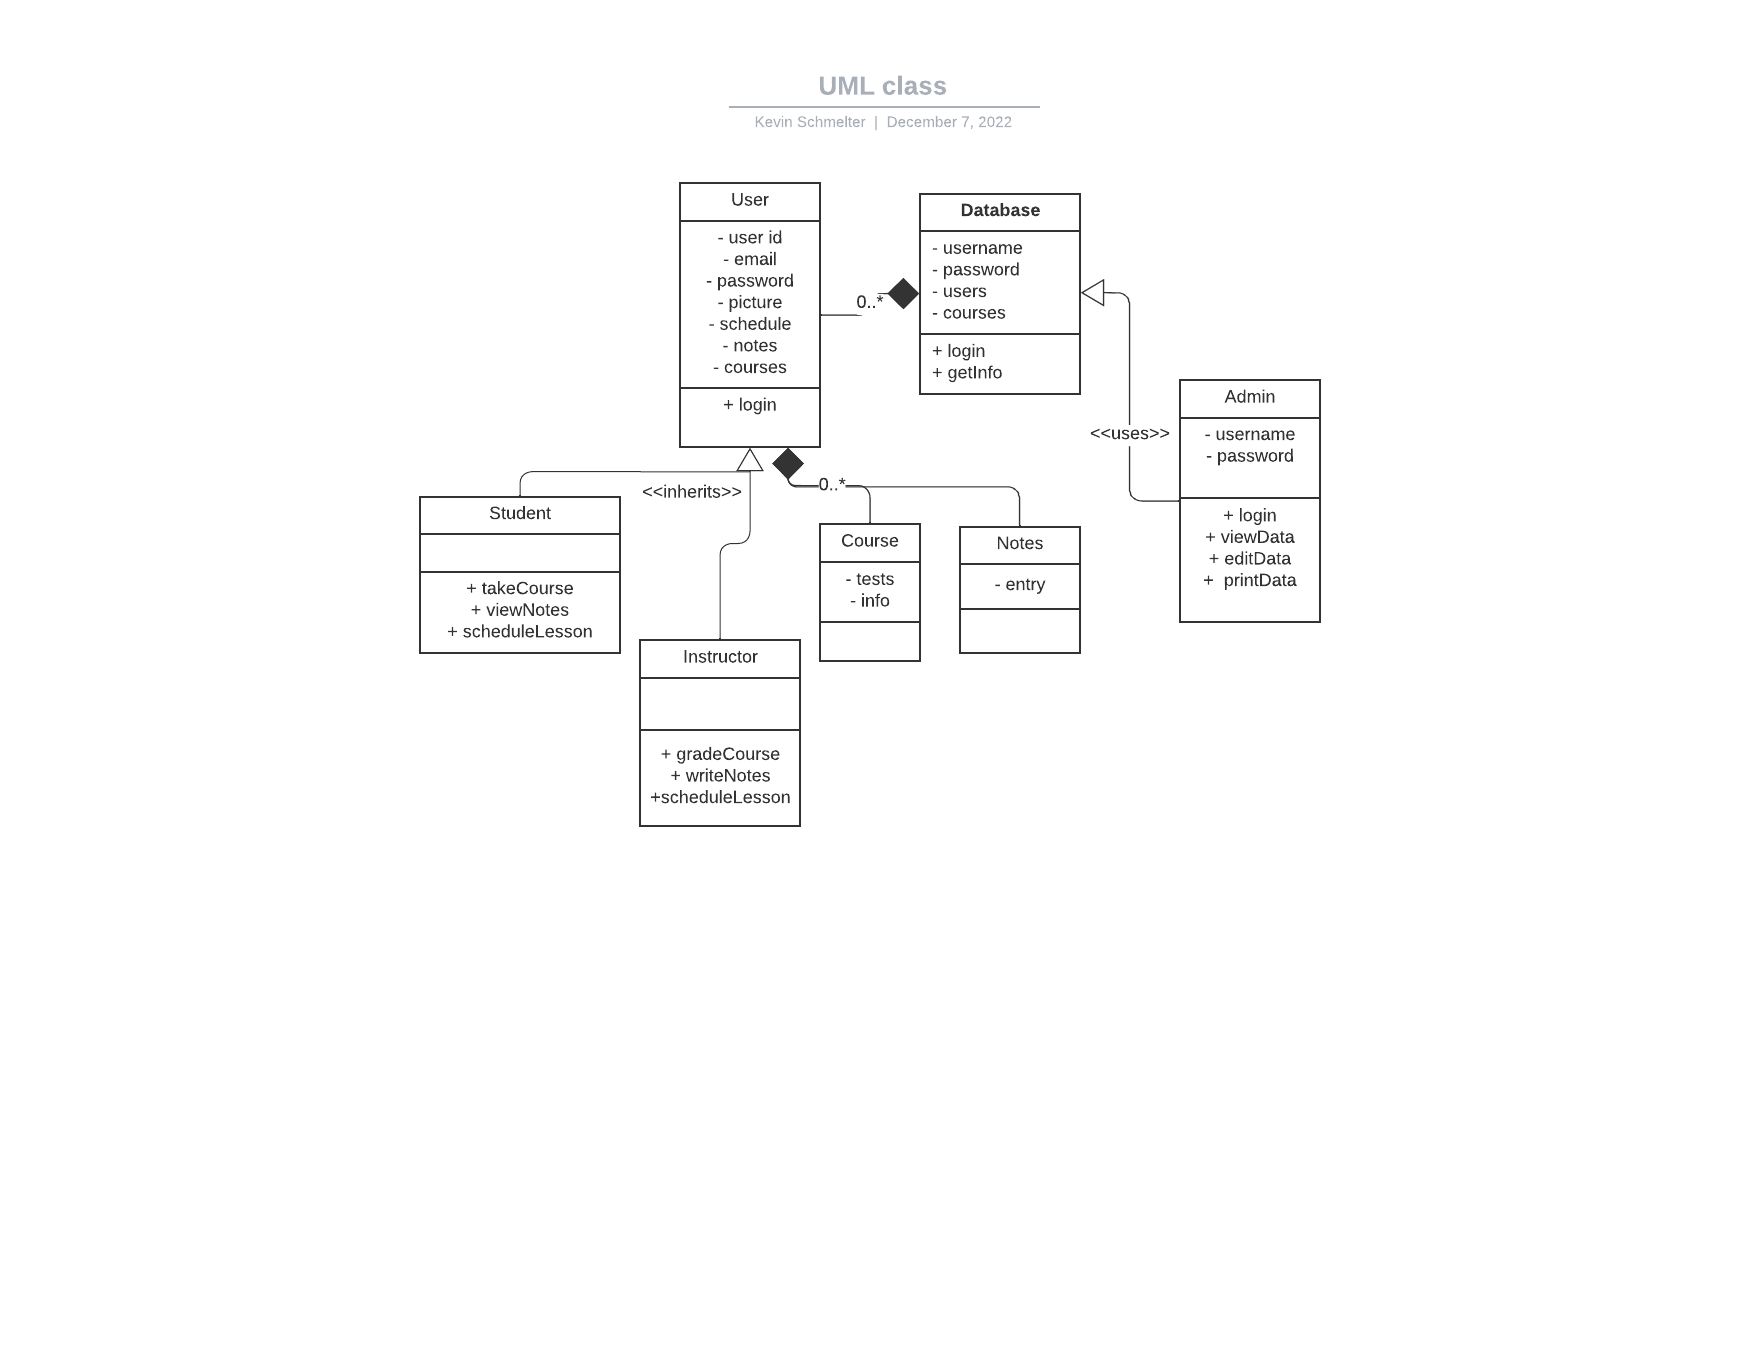 UML class
Kevin Schmelter | December 7, 2022
User
- user id
- email
- password
- picture
- schedule
- notes
- courses
+ login
0..*
Database
- username
- password
- users
- courses
+ login
+ getInfo
<<uses>>
Admin
- username
- password
+ login
+ viewData
+ editData
+  printData
<<inherits>>
0..*
Student
+ takeCourse
+ viewNotes
+ scheduleLesson
Instructor
+ gradeCourse
+ writeNotes
+scheduleLesson
Course
- tests
- info
Notes
- entry